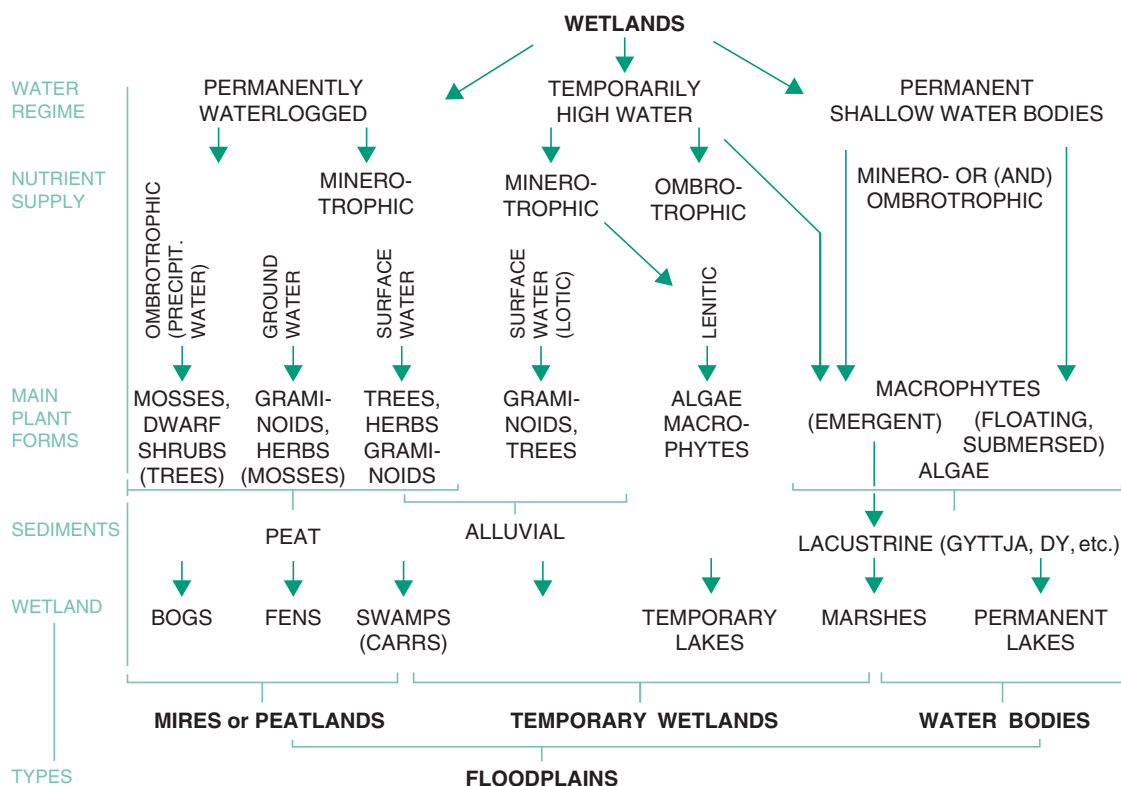 WETLANDS
WATER
REGIME
PERMANENTLY
WATERLOGGED
TEMPORARILY
HIGH WATER
PERMANENT
SHALLOW WATER BODIES
NUTRIENT
SUPPLY
MINERO-
TROPHIC
MINERO-
TROPHIC
OMBRO-
TROPHIC
MINERO- OR (AND)
OMBROTROPHIC
OMBROTROPHIC
(PRECIPIT.
WATER)
GROUND
WATER
SURFACE
WATER
SURFACE
WATER
(LOTIC)
LENITIC
MAIN
PLANT
FORMS
MOSSES,
DWARF
SHRUBS
(TREES)
GRAMI-
NOIDS,
HERBS
(MOSSES)
TREES,
HERBS
GRAMI-
NOIDS
GRAMI-
NOIDS,
TREES
ALGAE
MACRO-
PHYTES
MACROPHYTES
(EMERGENT)
(FLOATING,
SUBMERSED)
ALGAE
SEDIMENTS
PEAT
ALLUVIAL
LACUSTRINE (GYTTJA, DY, etc.)
WETLAND
BOGS
FENS
SWAMPS
(CARRS)
TEMPORARY
LAKES
MARSHES
PERMANENT
LAKES
MIRES or PEATLANDS
TEMPORARY WETLANDS
WATER BODIES
TYPES
FLOODPLAINS